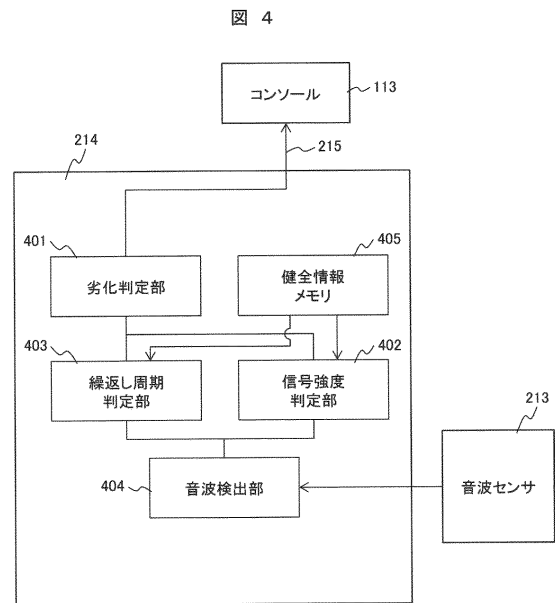 図 4
コンソール
113
215
214
401
劣化判定部
405
健全情報
メモリ
403
繰返し周期
判定部
402
信号強度
判定部
213
音波センサ
404
音波検出部